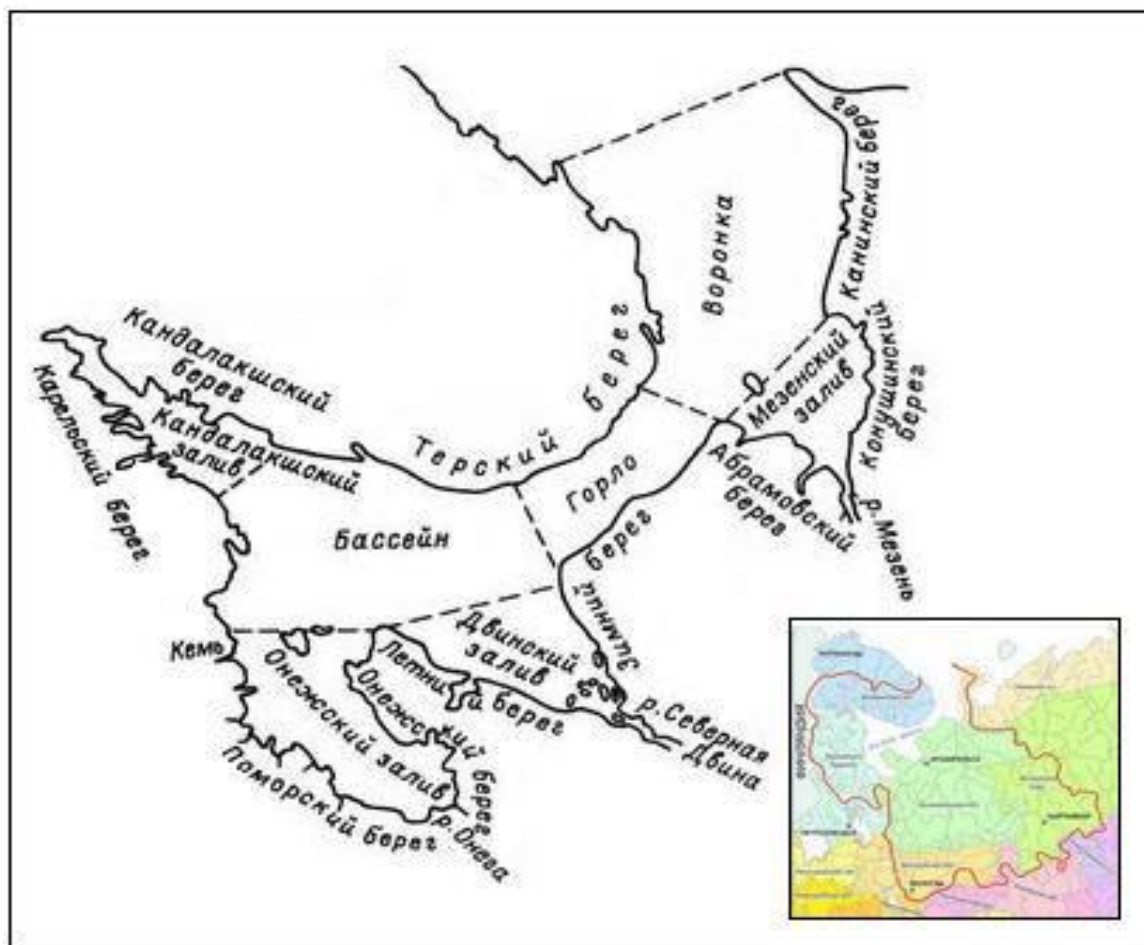 Канинский берег
Воронка
Конушинский
берег
Мезенский
залив
Кандалакшский
берег
Терский берег
Карельский берег
Кандалакшский
залив
Горло
Абрамовский
берег
р. Мезень
Бассейн
Зимний берег
Двинский
залив
Кемь
Летний берег
Онежский залив
Онежский берег
р. Северная
Двина
Поморский берег
р. Онега